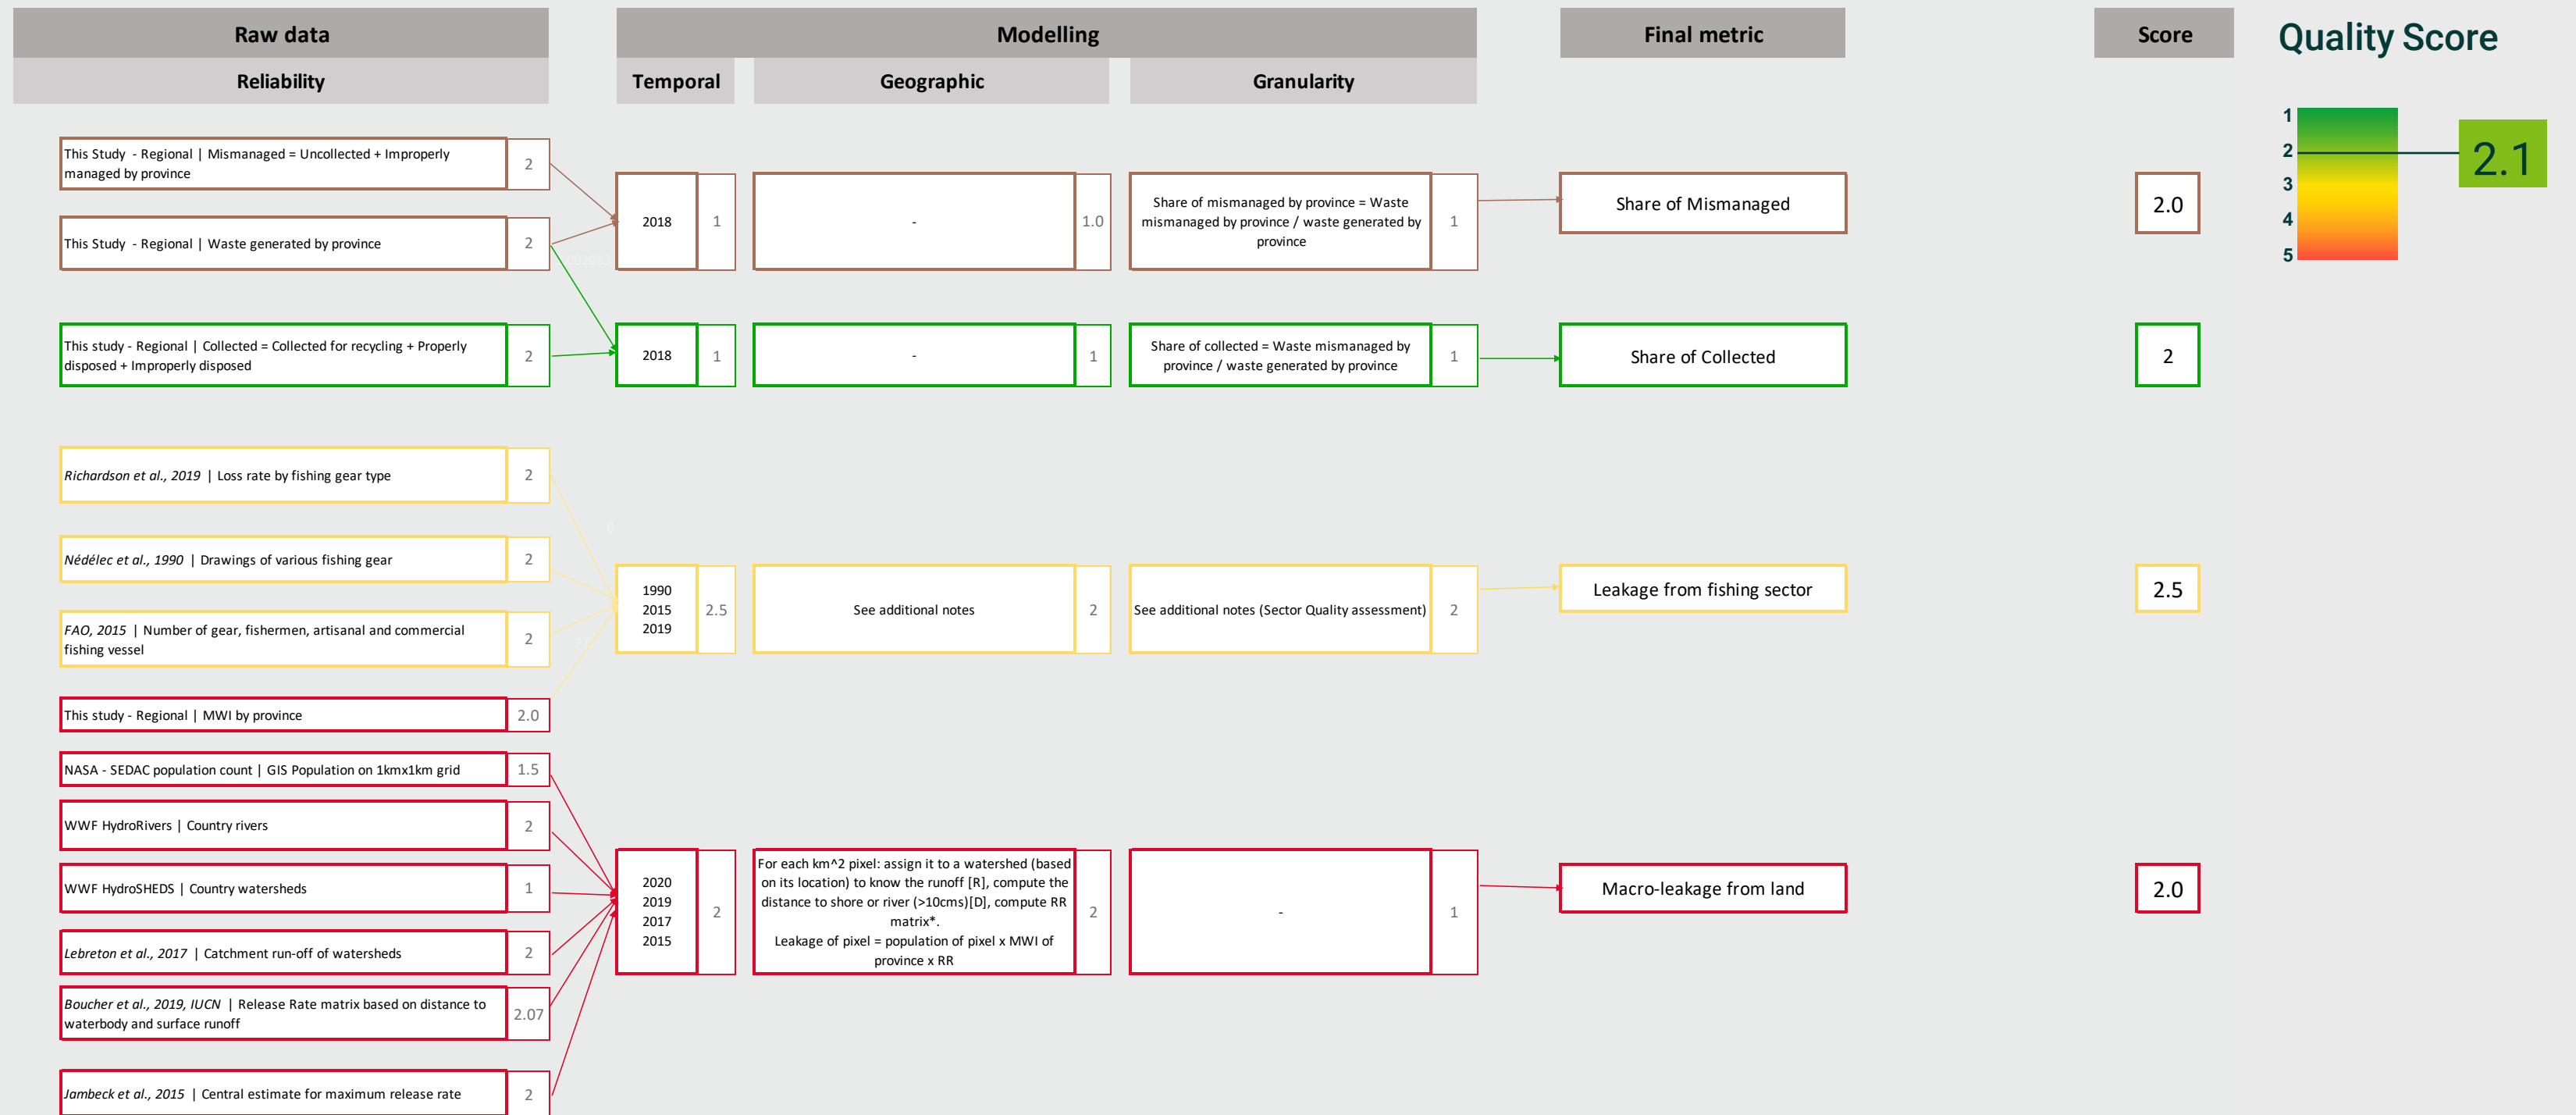 Raw data
Modelling
Final metric
Score
Quality Score
Reliability
Temporal
Geographic
Granularity
1
2
3
4
5
2.1
This Study  - Regional | Mismanaged = Uncollected + Improperly
managed by province
2
This Study  - Regional | Waste generated by province
2
2018
1
-
1.0
Share of mismanaged by province = Waste
mismanaged by province / waste generated by
province
1
Share of Mismanaged
2.0
This study - Regional | Collected = Collected for recycling + Properly
disposed + Improperly disposed
2
2018
1
-
1
Share of collected = Waste mismanaged by
province / waste generated by province
1
Share of Collected
2
Richardson et al., 2019  | Loss rate by fishing gear type
2
Nédélec et al., 1990  | Drawings of various fishing gear
2
FAO, 2015  | Number of gear, fishermen, artisanal and commercial
fishing vessel
2
1990
2015
2019
2.5
See additional notes
2
See additional notes (Sector Quality assessment)
2
Leakage from fishing sector
2.5
This study - Regional | MWI by province
2.0
NASA - SEDAC population count | GIS Population on 1kmx1km grid
1.5
WWF HydroRivers | Country rivers
2
WWF HydroSHEDS | Country watersheds
1
Lebreton et al., 2017  | Catchment run-off of watersheds
2
Boucher et al., 2019, IUCN  | Release Rate matrix based on distance to
waterbody and surface runoff
2.07
Jambeck et al., 2015  | Central estimate for maximum release rate
2
2020
2019
2017
2015
2
For each km^2 pixel: assign it to a watershed (based
on its location) to know the runoff [R], compute the
distance to shore or river (>10cms)[D], compute RR
matrix*.
Leakage of pixel = population of pixel x MWI of
province x RR
2
-
1
Macro-leakage from land
2.0